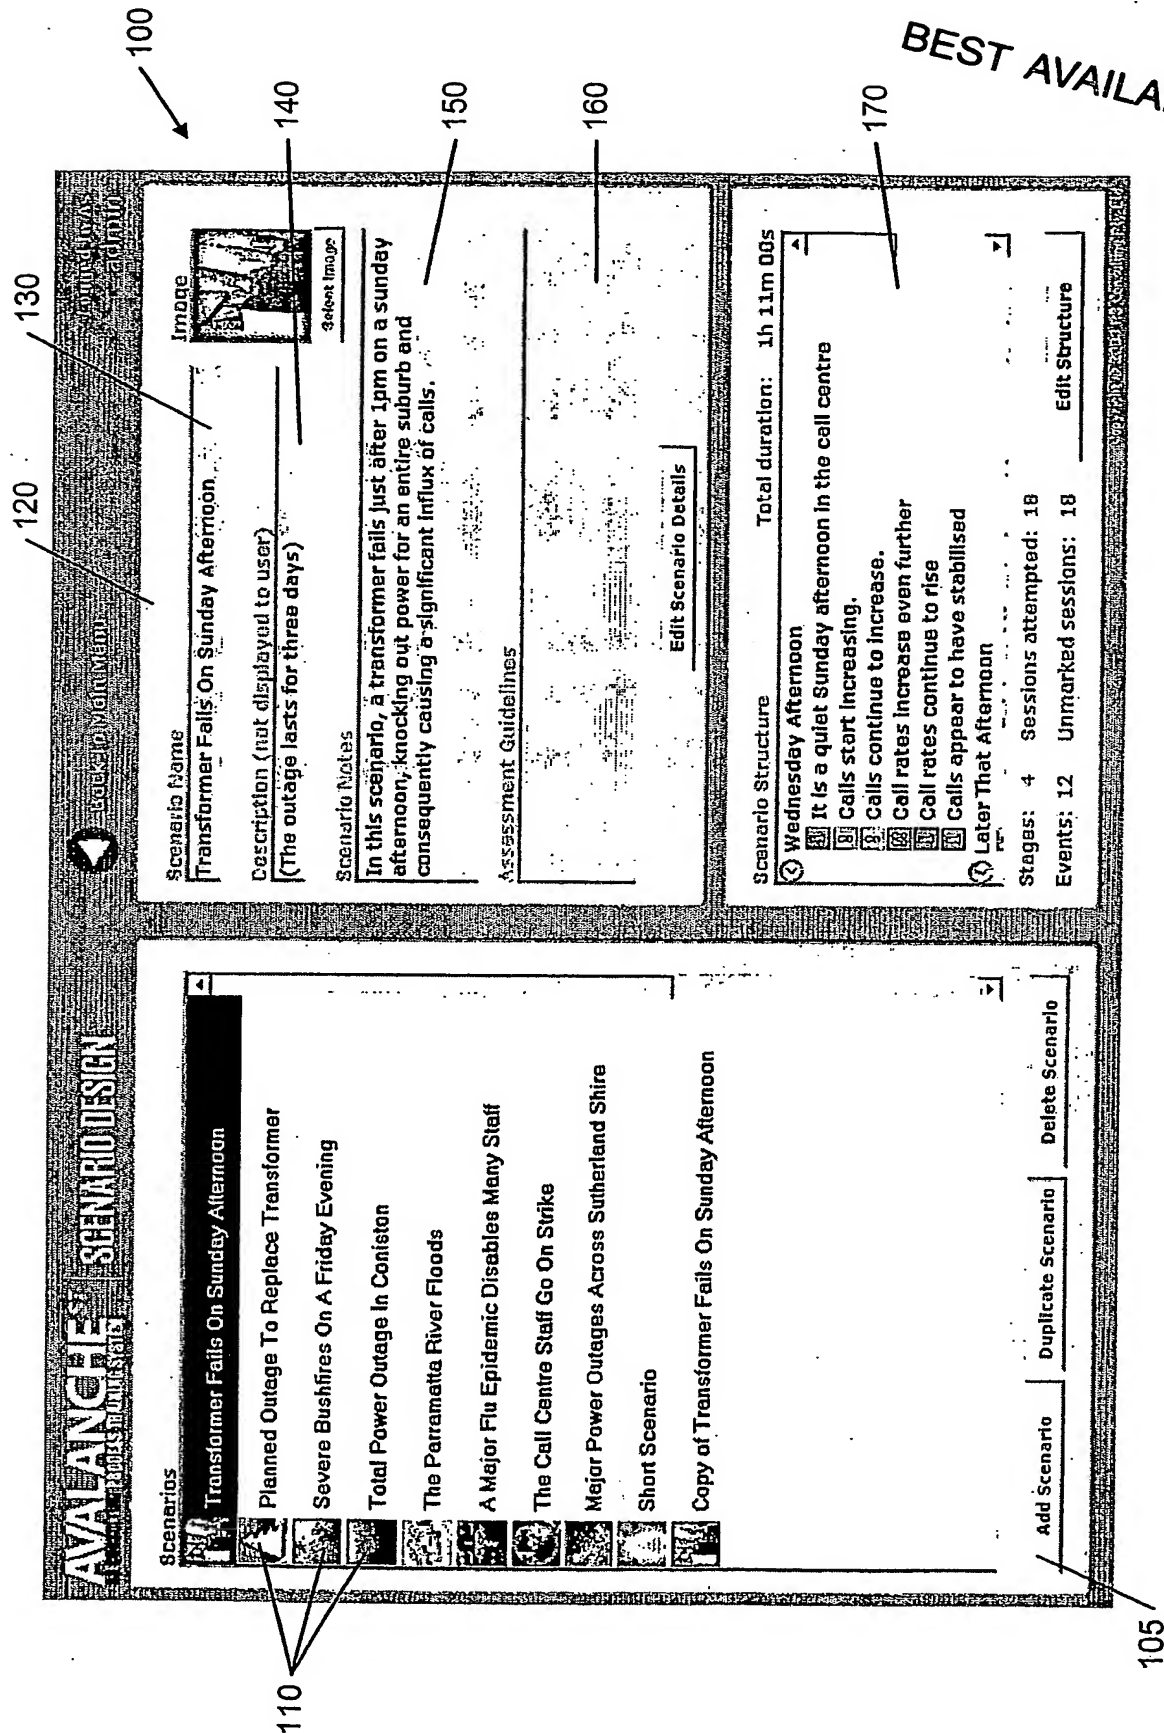 BEST AVAILA
100
120
130
140
150
160
170
110
105
AVALANCHE
SCENARIO DESIGN
Back To Main Menu
admin
Scenarios
Transformer Fails On Sunday Afternoon
Planned Outage To Replace Transformer
Severe Bushfires On A Friday Evening
Total Power Outage In Coniston
The Parramatta River Floods
A Major Flu Epidemic Disables Many Staff
The Call Centre Staff Go On Strike
Major Power Outages Across Sutherland Shire
Short Scenario
Copy of Transformer Fails On Sunday Afternoon
Add Scenario
Duplicate Scenario
Delete Scenario
Scenario Name
Transformer Fails On Sunday Afternoon
Image
Select Image
Description (not displayed to user)
(The outage lasts for three days)
Scenario Notes
In this scenario, a transformer fails just after 1pm on a sunday
afternoon, knocking out power for an entire suburb and
consequently causing a significant influx of calls.
Assessment Guidelines
Edit Scenario Details
Scenario Structure
Total duration: 1h 11m 00s
Wednesday Afternoon
It is a quiet Sunday afternoon in the call centre
Calls start increasing.
Calls continue to increase.
Call rates increase even further
Call rates continue to rise
Calls appear to have stabilised
Later That Afternoon
Stages: 4 Sessions attempted: 18
Events: 12 Unmarked sessions: 18
Edit Structure